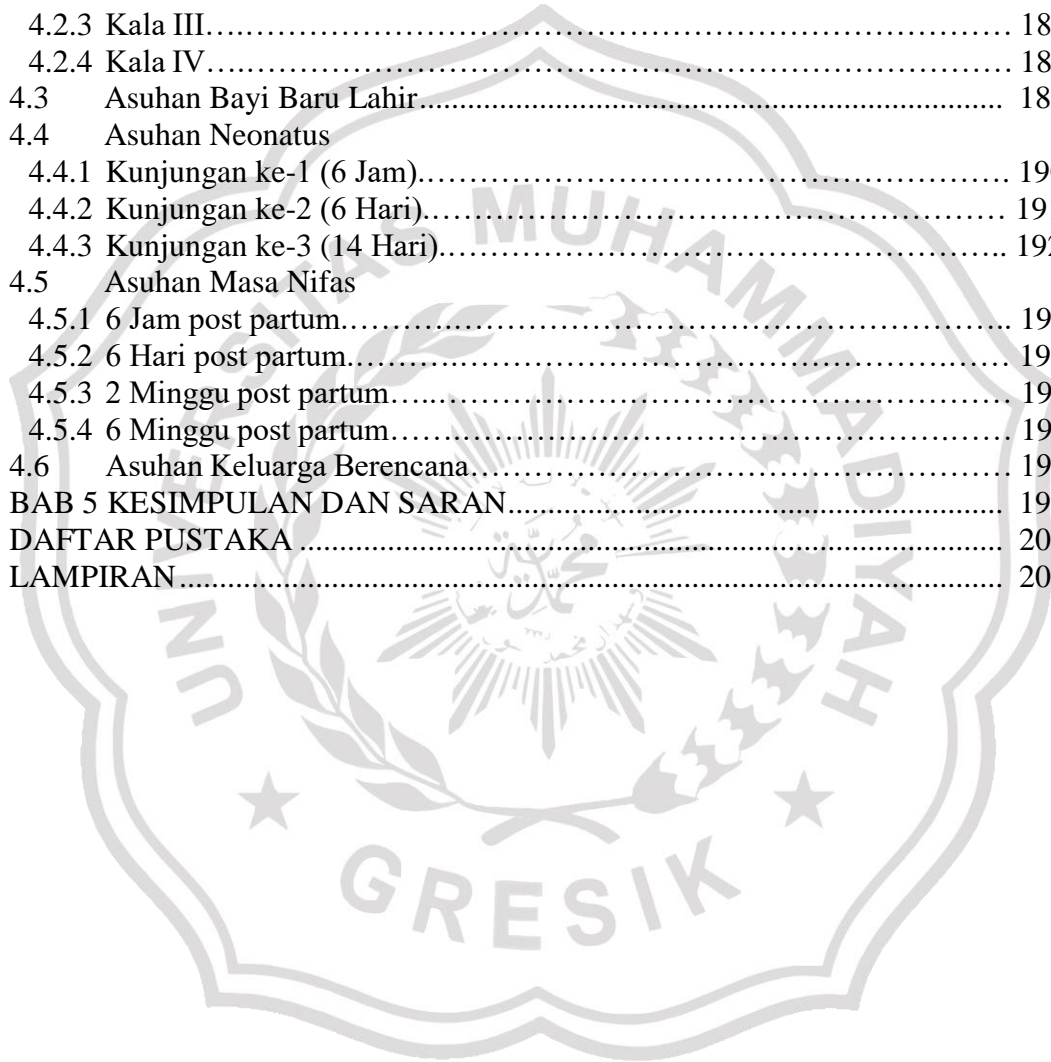 4.2.3 Kala III….……………………………………………………………… 18
4.2.4 Kala IV….……………………………………………………………… 18
4.3 Asuhan Bayi Baru Lahir........................................................................ 18
4.4 Asuhan Neonatus
4.4.1 Kunjungan ke-1 (6 Jam).……………………………………………. 19
4.4.2 Kunjungan ke-2 (6 Hari).…………………………………………… 19
4.4.3 Kunjungan ke-3 (14 Hari).………………………………………….. 192
4.5 Asuhan Masa Nifas
4.5.1 6 Jam post partum.………………………………………………….. 19
4.5.2 6 Hari post partum.………………………………………………… 19
4.5.3 2 Minggu post partum….…………………………………………… 19
4.5.4 6 Minggu post partum……………………………………………… 19
4.6 Asuhan Keluarga Berencana.………………………………………… 19
BAB 5 KESIMPULAN DAN SARAN........................................................ 19
DAFTAR PUSTAKA ................................................................................ 20
LAMPIRAN.............................................................................................. 20
UNIVERSITAS MUHAMMADIYAH
GRESIK